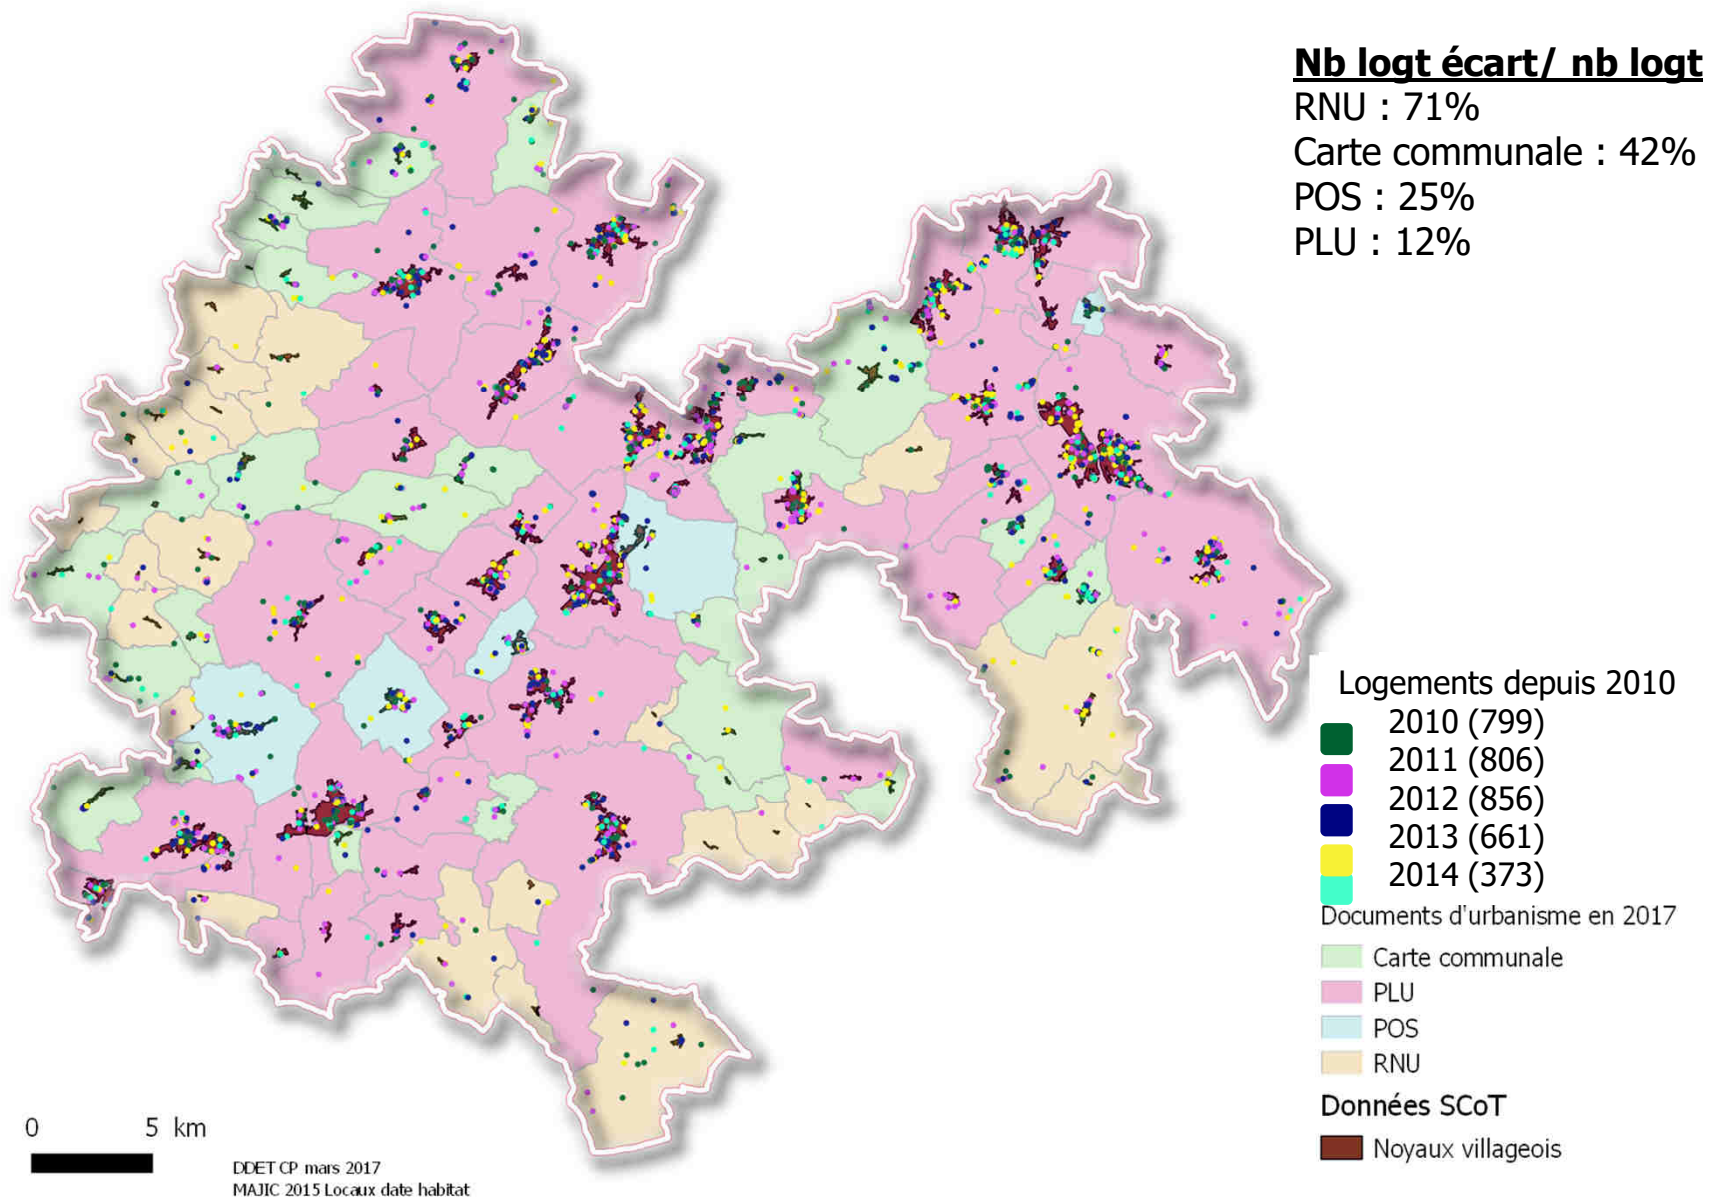 Nb logt écart/ nb logt
RNU : 71%
Carte communale : 42%
POS : 25%
PLU : 12%
Logements depuis 2010
2010 (799)
2011 (806)
2012 (856)
2013 (661)
2014 (373)
Documents d'urbanisme en 2017
Carte communale
PLU
POS
RNU
Données SCoT
Noyaux villageois
0 5 km
DDET CP mars 2017
MAJIC 2015 Locaux date habitat